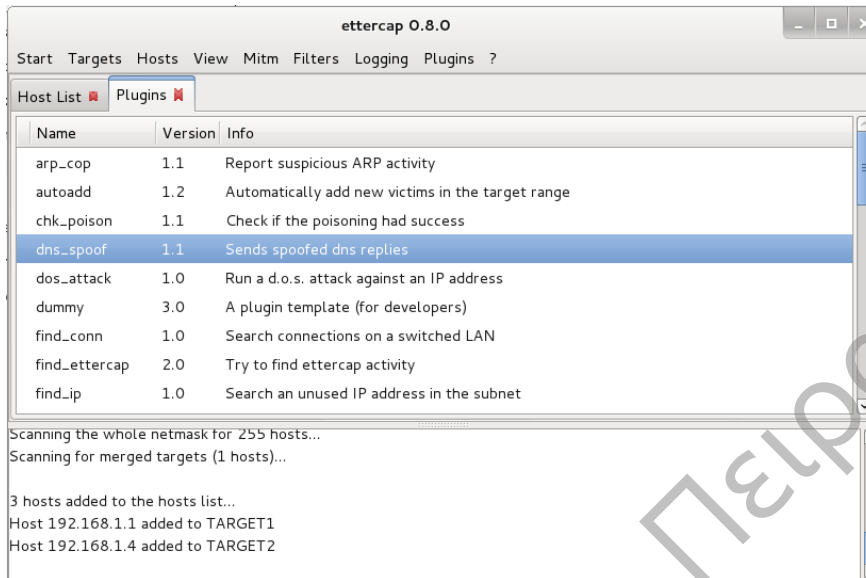 ettercap 0.8.0
Start Targets Hosts View Mitm Filters Logging Plugins ?
Host List Plugins
Name Version Info
arp_cop 1.1 Report suspicious ARP activity
autoadd 1.2 Automatically add new victims in the target range
chk_poison 1.1 Check if the poisoning had success
dns_spoof 1.1 Sends spoofed dns replies
dos_attack 1.0 Run a d.o.s. attack against an IP address
dummy 3.0 A plugin template (for developers)
find_conn 1.0 Search connections on a switched LAN
find_ettercap 2.0 Try to find ettercap activity
find_ip 1.0 Search an unused IP address in the subnet
Scanning the whole netmask for 255 hosts...
Scanning for merged targets (1 hosts)...
3 hosts added to the hosts list...
Host 192.168.1.1 added to TARGET1
Host 192.168.1.4 added to TARGET2